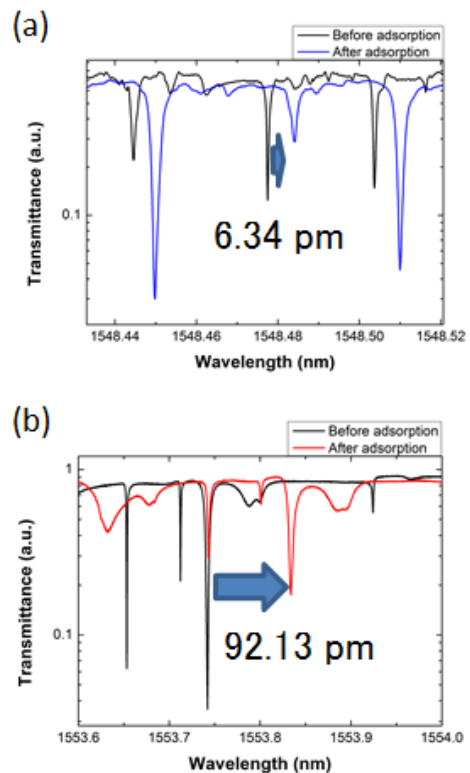 (a)
Before adsorption
After adsorption
Transmittance (a.u.)
0.1
6.34 pm
1548.44 1548.46 1548.48 1548.50 1548.52
Wavelength (nm)
(b)
Before adsorption
After adsorption
Transmittance (a.u.)
1
0.1
92.13 pm
1553.6 1553.7 1553.8 1553.9 1554.0
Wavelength (nm)